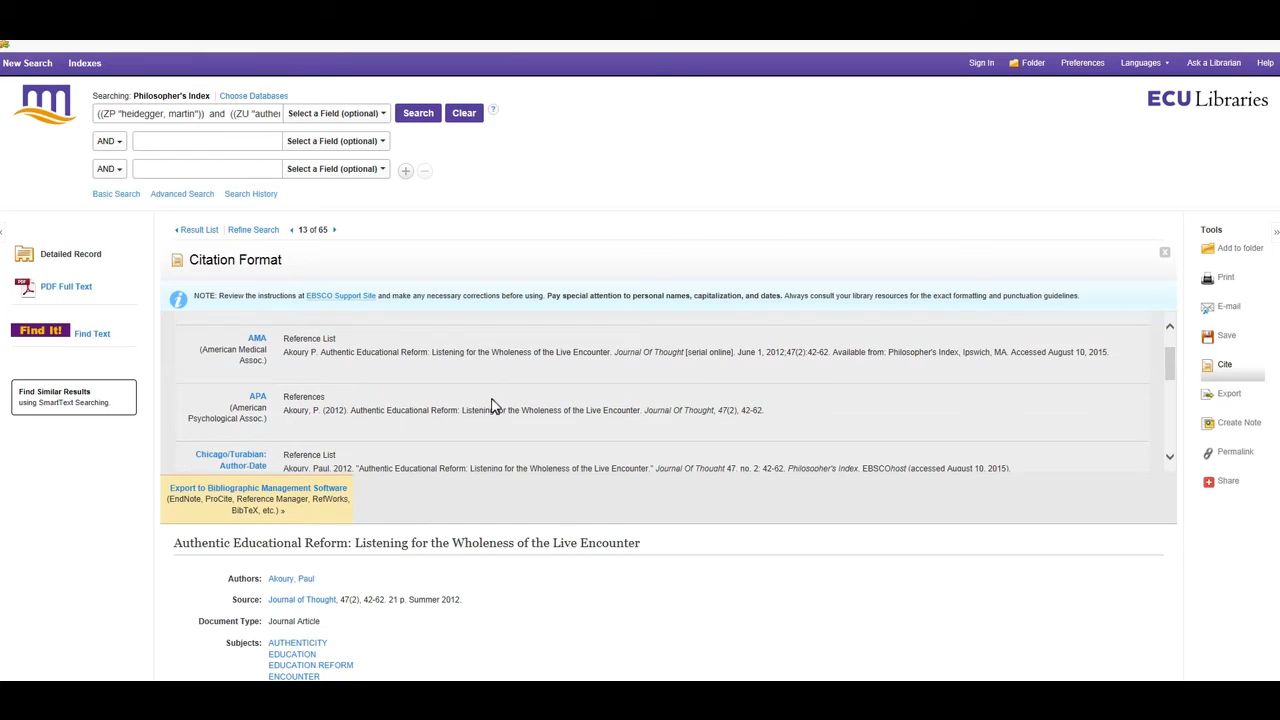 New Search Indexes Sign In Folder Preferences Languages Ask a Librarian Help
Searching: Philosopher's Index Choose Databases
((ZP "heidegger, martin")) and ((ZU "auther Select a Field (optional) Search Clear ?
ECU Libraries
AND Select a Field (optional)
AND Select a Field (optional)
Basic Search Advanced Search Search History
Result List Refine Search 13 of 65
Detailed Record
PDF Full Text
Find It! Find Text
Find Similar Results
using SmartText Searching.
Citation Format
NOTE: Review the instructions at EBSCO Support Site and make any necessary corrections before using. Pay special attention to personal names, capitalization, and dates. Always consult your library resources for the exact formatting and punctuation guidelines.
AMA
(American Medical
Assoc.)
Reference List
Akoury P. Authentic Educational Reform: Listening for the Wholeness of the Live Encounter. Journal Of Thought [serial online]. June 1, 2012;47(2):42-62. Available from: Philosopher's Index, Ipswich, MA. Accessed August 10, 2015.
APA
(American
Psychological Assoc.)
References
Akoury, P. (2012). Authentic Educational Reform: Listening for the Wholeness of the Live Encounter. Journal Of Thought, 47(2), 42-62.
Chicago/Turabian:
Author-Date
Reference List
Akoury, Paul. 2012. "Authentic Educational Reform: Listening for the Wholeness of the Live Encounter." Journal Of Thought 47, no. 2: 42-62. Philosopher's Index, EBSCOhost (accessed August 10, 2015).
Export to Bibliographic Management Software
(EndNote, ProCite, Reference Manager, RefWorks,
BibTeX, etc.) »
Authentic Educational Reform: Listening for the Wholeness of the Live Encounter
Authors: Akoury, Paul
Source: Journal of Thought, 47(2), 42-62. 21 p. Summer 2012.
Document Type: Journal Article
Subjects: AUTHENTICITY
EDUCATION
EDUCATION REFORM
ENCOUNTER
Tools
Add to folder
Print
E-mail
Save
Cite
Export
Create Note
Permalink
Share